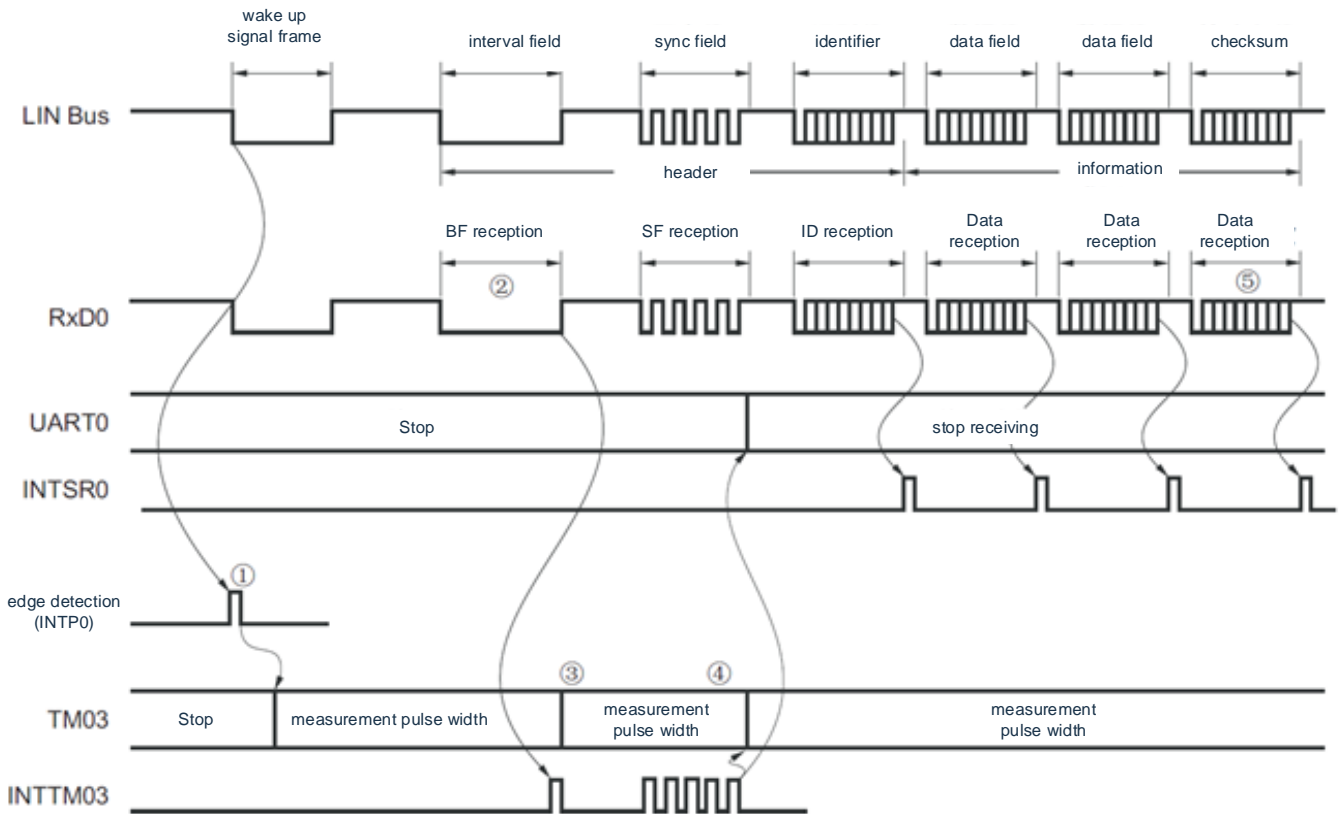 wake up
signal frame
interval field
sync field
identifier
data field
data field
checksum
LIN Bus
header
information
BF reception
SF reception
ID reception
Data
reception
Data
reception
Data
reception
②
⑤
RxD0
UART0
Stop
stop receiving
INTSR0
①
edge detection
(INTP0)
③
④
TM03
Stop
measurement pulse width
measurement
pulse width
measurement
pulse width
INTTM03